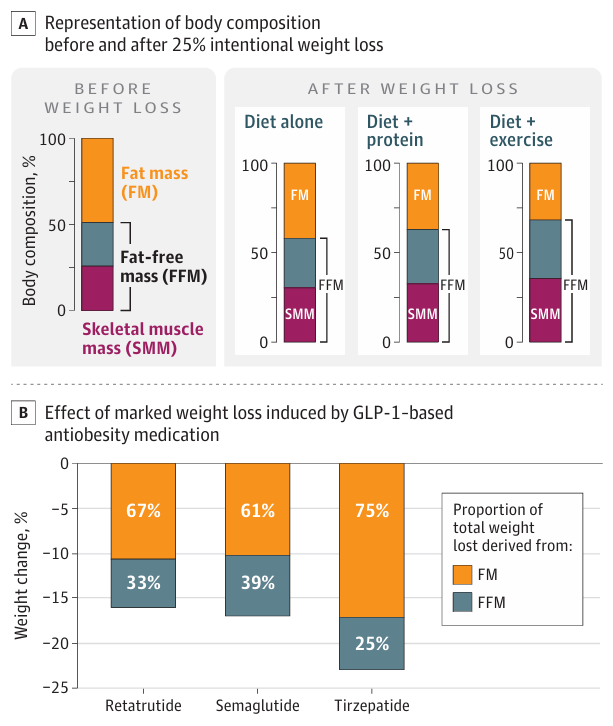 A Representation of body composition
before and after 25% intentional weight loss
BEFORE
WEIGHT LOSS
100
50
0
Body composition, %
Fat mass
(FM)
Fat-free
mass (FFM)
Skeletal muscle
mass (SMM)
AFTER WEIGHT LOSS
Diet alone
100
50
0
FM
FFM
SMM
Diet +
protein
100
50
0
FM
FFM
SMM
Diet +
exercise
100
50
0
FM
FFM
SMM
B Effect of marked weight loss induced by GLP-1-based
antiobesity medication
Weight change, %
0
−5
−10
−15
−20
−25
67%
33%
61%
39%
75%
25%
Retatrutide
Semaglutide
Tirzepatide
Proportion of
total weight
lost derived from:
FM
FFM